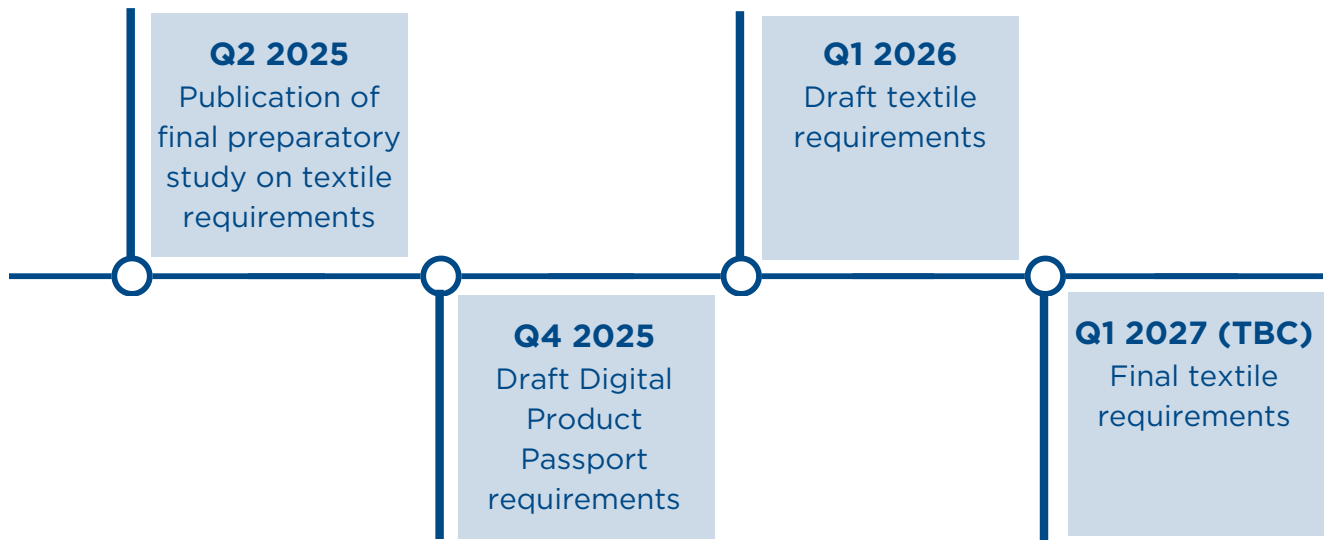 Q2 2025
Publication of
final preparatory
study on textile
requirements
Q4 2025
Draft Digital
Product
Passport
requirements
Q1 2026
Draft textile
requirements
Q1 2027 (TBC)
Final textile
requirements